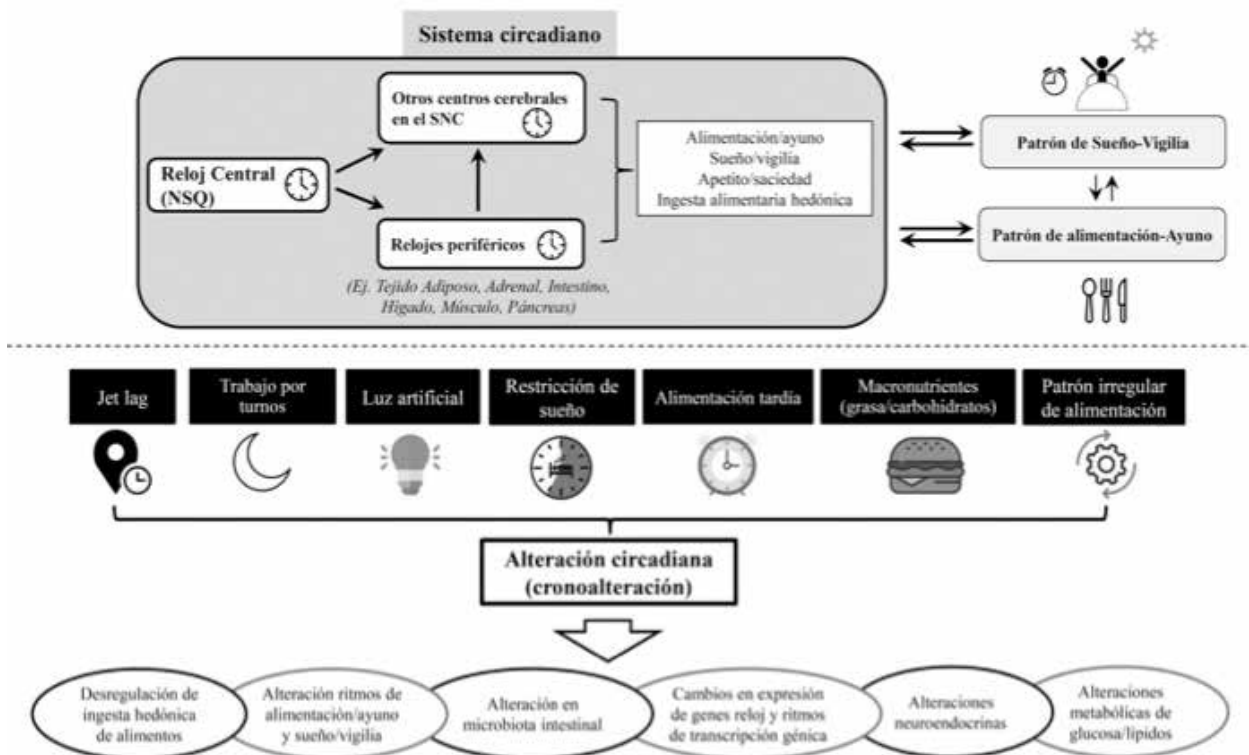 Sistema circadiano
Otros centros cerebrales
en el SNC
Reloj Central
(NSQ)
Relojes periféricos
(Ej. Tejido Adiposo, Adrenal, Intestino,
Hígado, Músculo, Páncreas)
Alimentación/ayuno
Sueño/vigilia
Apetito/saciedad
Ingesta alimentaria hedónica
Patrón de Sueño-Vigilia
Patrón de alimentación-Ayuno
Jet lag
Trabajo por
turnos
Luz artificial
Restricción de
sueño
Alimentación tardía
Macronutrientes
(grasa/carbohidratos)
Patrón irregular
de alimentación
Alteración circadiana
(cronoalteración)
Desregulación de
ingesta hedónica
de alimentos
Alteración ritmos de
alimentación/ayuno
y sueño/vigilia
Alteración en
microbiota intestinal
Cambios en expresión
de genes reloj y ritmos
de transcripción génica
Alteraciones
neuroendocrinas
Alteraciones
metabólicas de
glucosa/lípidos